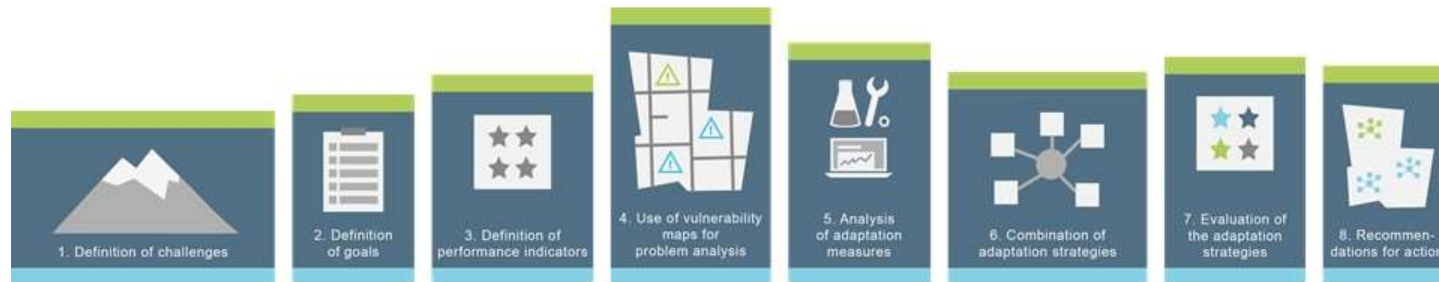 1. Definition of challenges
2. Definition
of goals
3. Definition of
performance indicators
4. Use of vulnerability
maps for
problem analysis
5. Analysis
of adaptation
measures
6. Combination of
adaptation strategies
7. Evaluation of
the adaptation
strategies
8. Recommen-
dations for action